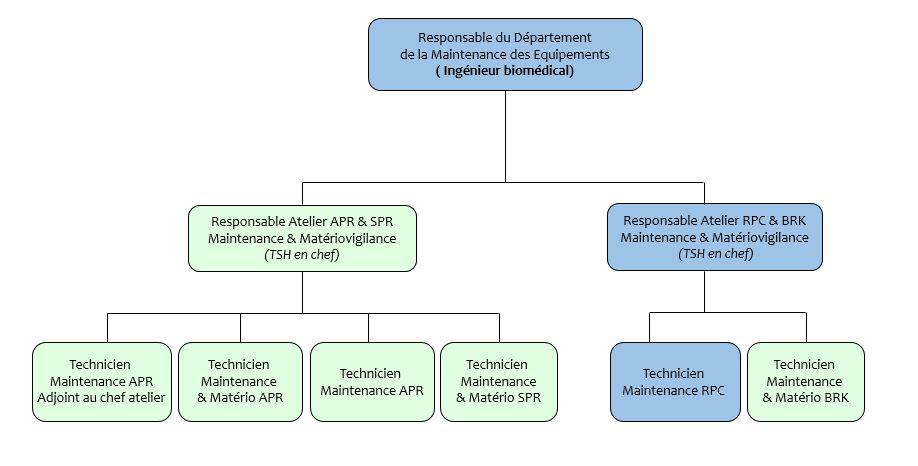 Responsable du Département
de la Maintenance des Equipements
( Ingénieur biomédical)
Responsable Atelier APR & SPR
Maintenance & Matériovigilance
(TSH en chef)
Responsable Atelier RPC & BRK
Maintenance & Matériovigilance
(TSH en chef)
Technicien
Maintenance APR
Adjoint au chef atelier
Technicien
Maintenance
& Matério APR
Technicien
Maintenance APR
Technicien
Maintenance
& Matério SPR
Technicien
Maintenance RPC
Technicien
Maintenance
& Matério BRK